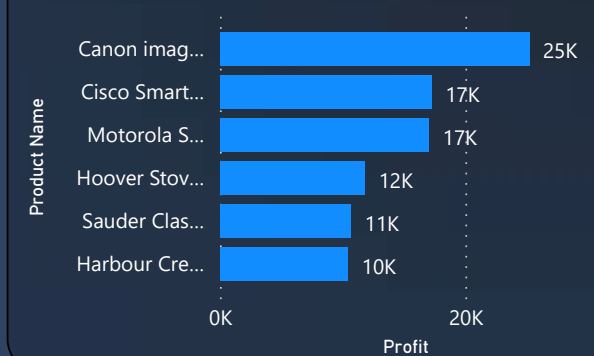 Product Name
Canon imag... 25K
Cisco Smart... 17K
Motorola S... 17K
Hoover Stov... 12K
Sauder Clas... 11K
Harbour Cre... 10K
0K 20K
Profit